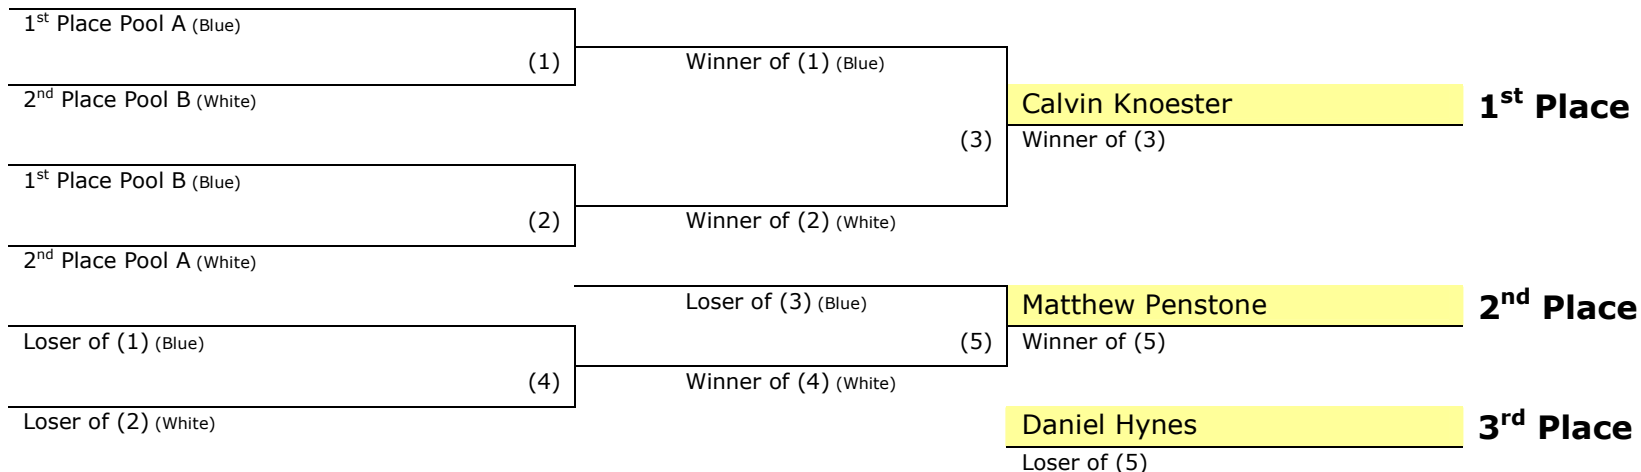 1st Place Pool A (Blue)
(1)
Winner of (1) (Blue)
2nd Place Pool B (White)
Calvin Knoester
1st Place
(3)
Winner of (3)
1st Place Pool B (Blue)
(2)
Winner of (2) (White)
2nd Place Pool A (White)
Loser of (3) (Blue)
Matthew Penstone
2nd Place
Loser of (1) (Blue)
(5)
Winner of (5)
(4)
Winner of (4) (White)
Loser of (2) (White)
Daniel Hynes
3rd Place
Loser of (5)